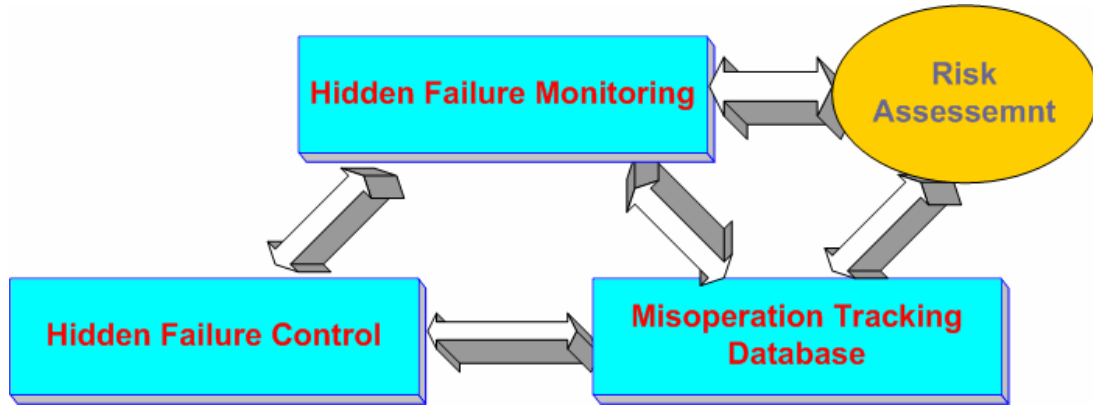 Hidden Failure Monitoring
Risk
Assessemnt
Hidden Failure Control
Misoperation Tracking
Database